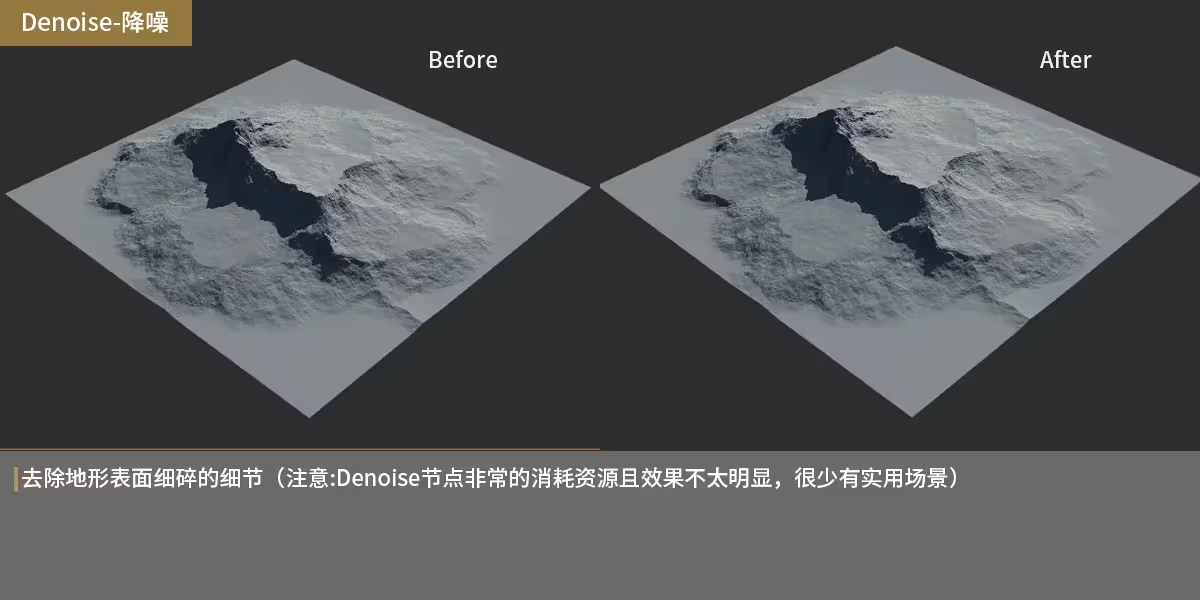 Denoise-降噪
Before
After
去除地形表面细碎的细节（注意:Denoise节点非常的消耗资源且效果不太明显，很少有实用场景）